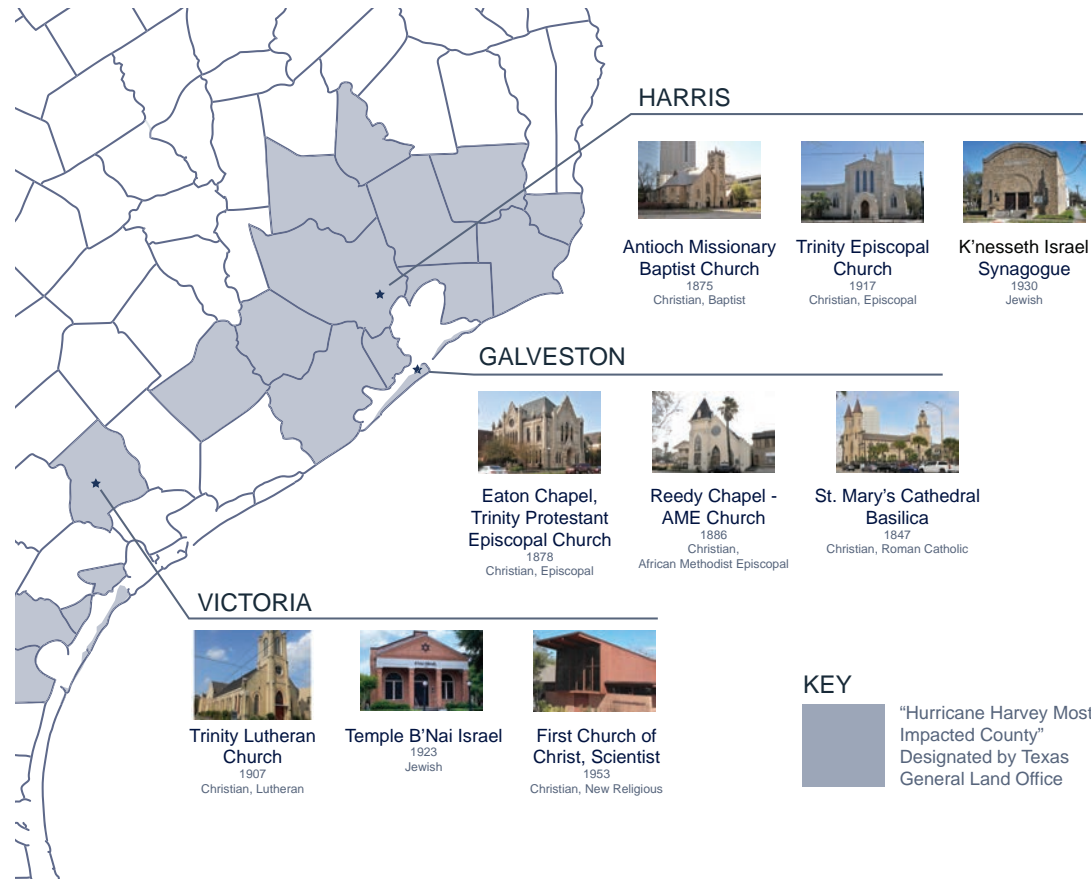 HARRIS
Antioch Missionary
Baptist Church
1875
Christian, Baptist
Trinity Episcopal
Church
1917
Christian, Episcopal
K’nesseth Israel
Synagogue
1930
Jewish
GALVESTON
Eaton Chapel,
Trinity Protestant
Episcopal Church
1878
Christian, Episcopal
Reedy Chapel -
AME Church
1886
Christian,
African Methodist Episcopal
St. Mary’s Cathedral
Basilica
1847
Christian, Roman Catholic
VICTORIA
Trinity Lutheran
Church
1907
Christian, Lutheran
Temple B’Nai Israel
1923
Jewish
First Church of
Christ, Scientist
1953
Christian, New Religious
KEY
“Hurricane Harvey Most
Impacted County”
Designated by Texas
General Land Office